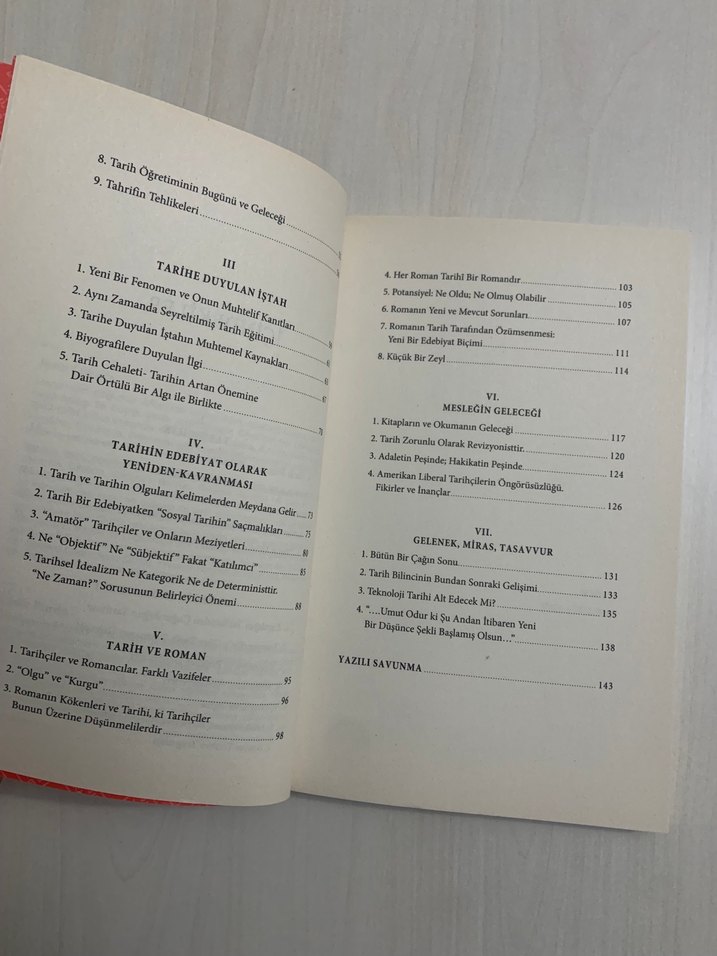 8. Tarih Öğretiminin Bugünü ve Geleceği
9. Tahrifin Tehlikeleri
III
TARİHE DUYULAN İŞTAH
1. Yeni Bir Fenomen ve Onun Muhtelif Kanıtları
2. Aynı Zamanda Seyreltilmiş Tarih Eğitimi
3. Tarihe Duyulan İştahın Muhtemel Kaynakları
4. Biyografilere Duyulan İlgi 67
5. Tarih Cehaleti- Tarihin Artan Önemine
Dair Örtülü Bir Algı ile Birlikte
IV.
TARİHİN EDEBİYAT OLARAK
YENİDEN-KAVRANMASI
1. Tarih ve Tarihin Olguları Kelimelerden Meydana Gelir 73
2. Tarih Bir Edebiyatken "Sosyal Tarihin" Saçmalıkları 75
3. "Amatör" Tarihçiler ve Onların Meziyetleri 80
4. Ne "Objektif" Ne "Sübjektif" Fakat "Katılımcı" 85
5. Tarihsel İdealizm Ne Kategorik Ne de Deterministtir.
"Ne Zaman?" Sorusunun Belirleyici Önemi 88
V.
TARİH VE ROMAN
1. Tarihçiler ve Romancılar. Farklı Vazifeler 95
2. "Olgu" ve "Kurgu" 96
3. Romanın Kökenleri ve Tarihi, ki Tarihçiler
Bunun Üzerine Düşünmelilerdir 98
4. Her Roman Tarihî Bir Romandır 103
5. Potansiyel: Ne Oldu; Ne Olmuş Olabilir 105
6. Romanın Yeni ve Mevcut Sorunları 107
7. Romanın Tarih Tarafından Özümsenmesi:
Yeni Bir Edebiyat Biçimi 111
8. Küçük Bir Zeyl 114
VI.
MESLEĞİN GELECEĞİ
1. Kitapların ve Okumanın Geleceği 117
2. Tarih Zorunlu Olarak Revizyonisttir. 120
3. Adaletin Peşinde; Hakikatin Peşinde 124
4. Amerikan Liberal Tarihçilerin Öngörüsüzlüğü.
Fikirler ve İnançlar 126
VII.
GELENEK, MİRAS, TASAVVUR
1. Bütün Bir Çağın Sonu 131
2. Tarih Bilincinin Bundan Sonraki Gelişimi 133
3. Teknoloji Tarihi Alt Edecek Mi? 135
4. "....Umut Odur ki Şu Andan İtibaren Yeni
Bir Düşünce Şekli Başlamış Olsun..." 138
YAZILI SAVUNMA 143